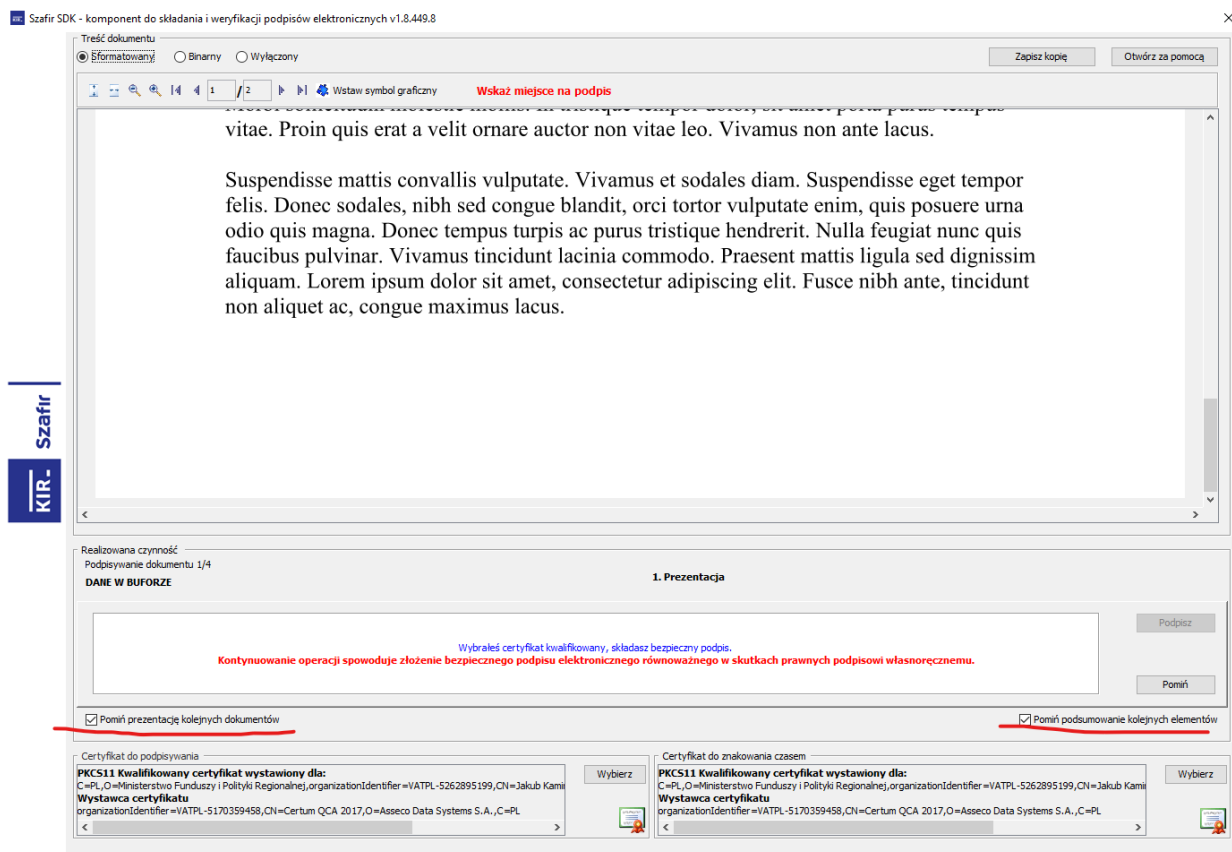 Szafir SDK - komponent do składania i weryfikacji podpisów elektronicznych v1.8.449.8
Treść dokumentu
Sformatowany Binarny Wyłączony Zapisz kopię Otwórz za pomocą
1 / 2 Wstaw symbol graficzny Wskaż miejsce na podpis
vitae. Proin quis erat a velit ornare auctor non vitae leo. Vivamus non ante lacus.
Suspendisse mattis convallis vulputate. Vivamus et sodales diam. Suspendisse eget tempor
felis. Donec sodales, nibh sed congue blandit, orci tortor vulputate enim, quis posuere urna
odio quis magna. Donec tempus turpis ac purus tristique hendrerit. Nulla feugiat nunc quis
faucibus pulvinar. Vivamus tincidunt lacinia commodo. Praesent mattis ligula sed dignissim
aliquam. Lorem ipsum dolor sit amet, consectetur adipiscing elit. Fusce nibh ante, tincidunt
non aliquet ac, congue maximus lacus.
KIR. Szafir
Realizowana czynność
Podpisywanie dokumentu 1/4
DANE W BUFORZE
1. Prezentacja
Wybrałeś certyfikat kwalifikowany, składasz bezpieczny podpis.
Kontynuowanie operacji spowoduje złożenie bezpiecznego podpisu elektronicznego równoważnego w skutkach prawnych podpisowi własnoręcznemu.
Podpisz
Pomiń
Pomiń prezentację kolejnych dokumentów
Pomiń podsumowanie kolejnych elementów
Certyfikat do podpisywania
PKCS11 Kwalifikowany certyfikat wystawiony dla:
C=PL,O=Ministerstwo Funduszy i Polityki Regionalnej,organizationIdentifier=VATPL-5262895199,CN=Jakub Kami
Wystawca certyfikatu
organizationIdentifier=VATPL-5170359458,CN=Certum QCA 2017,O=Asseco Data Systems S.A.,C=PL
Wybierz
Certyfikat do znakowania czasem
PKCS11 Kwalifikowany certyfikat wystawiony dla:
C=PL,O=Ministerstwo Funduszy i Polityki Regionalnej,organizationIdentifier=VATPL-5262895199,CN=Jakub Kami
Wystawca certyfikatu
organizationIdentifier=VATPL-5170359458,CN=Certum QCA 2017,O=Asseco Data Systems S.A.,C=PL
Wybierz